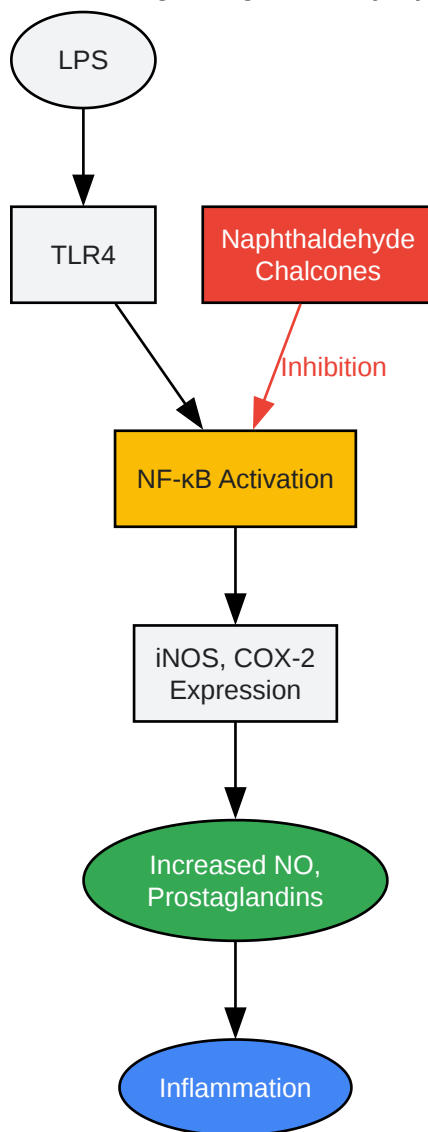 LPS
TLR4
Naphthaldehyde
Chalcones
Inhibition
NF-κB Activation
iNOS, COX-2
Expression
Increased NO,
Prostaglandins
Inflammation